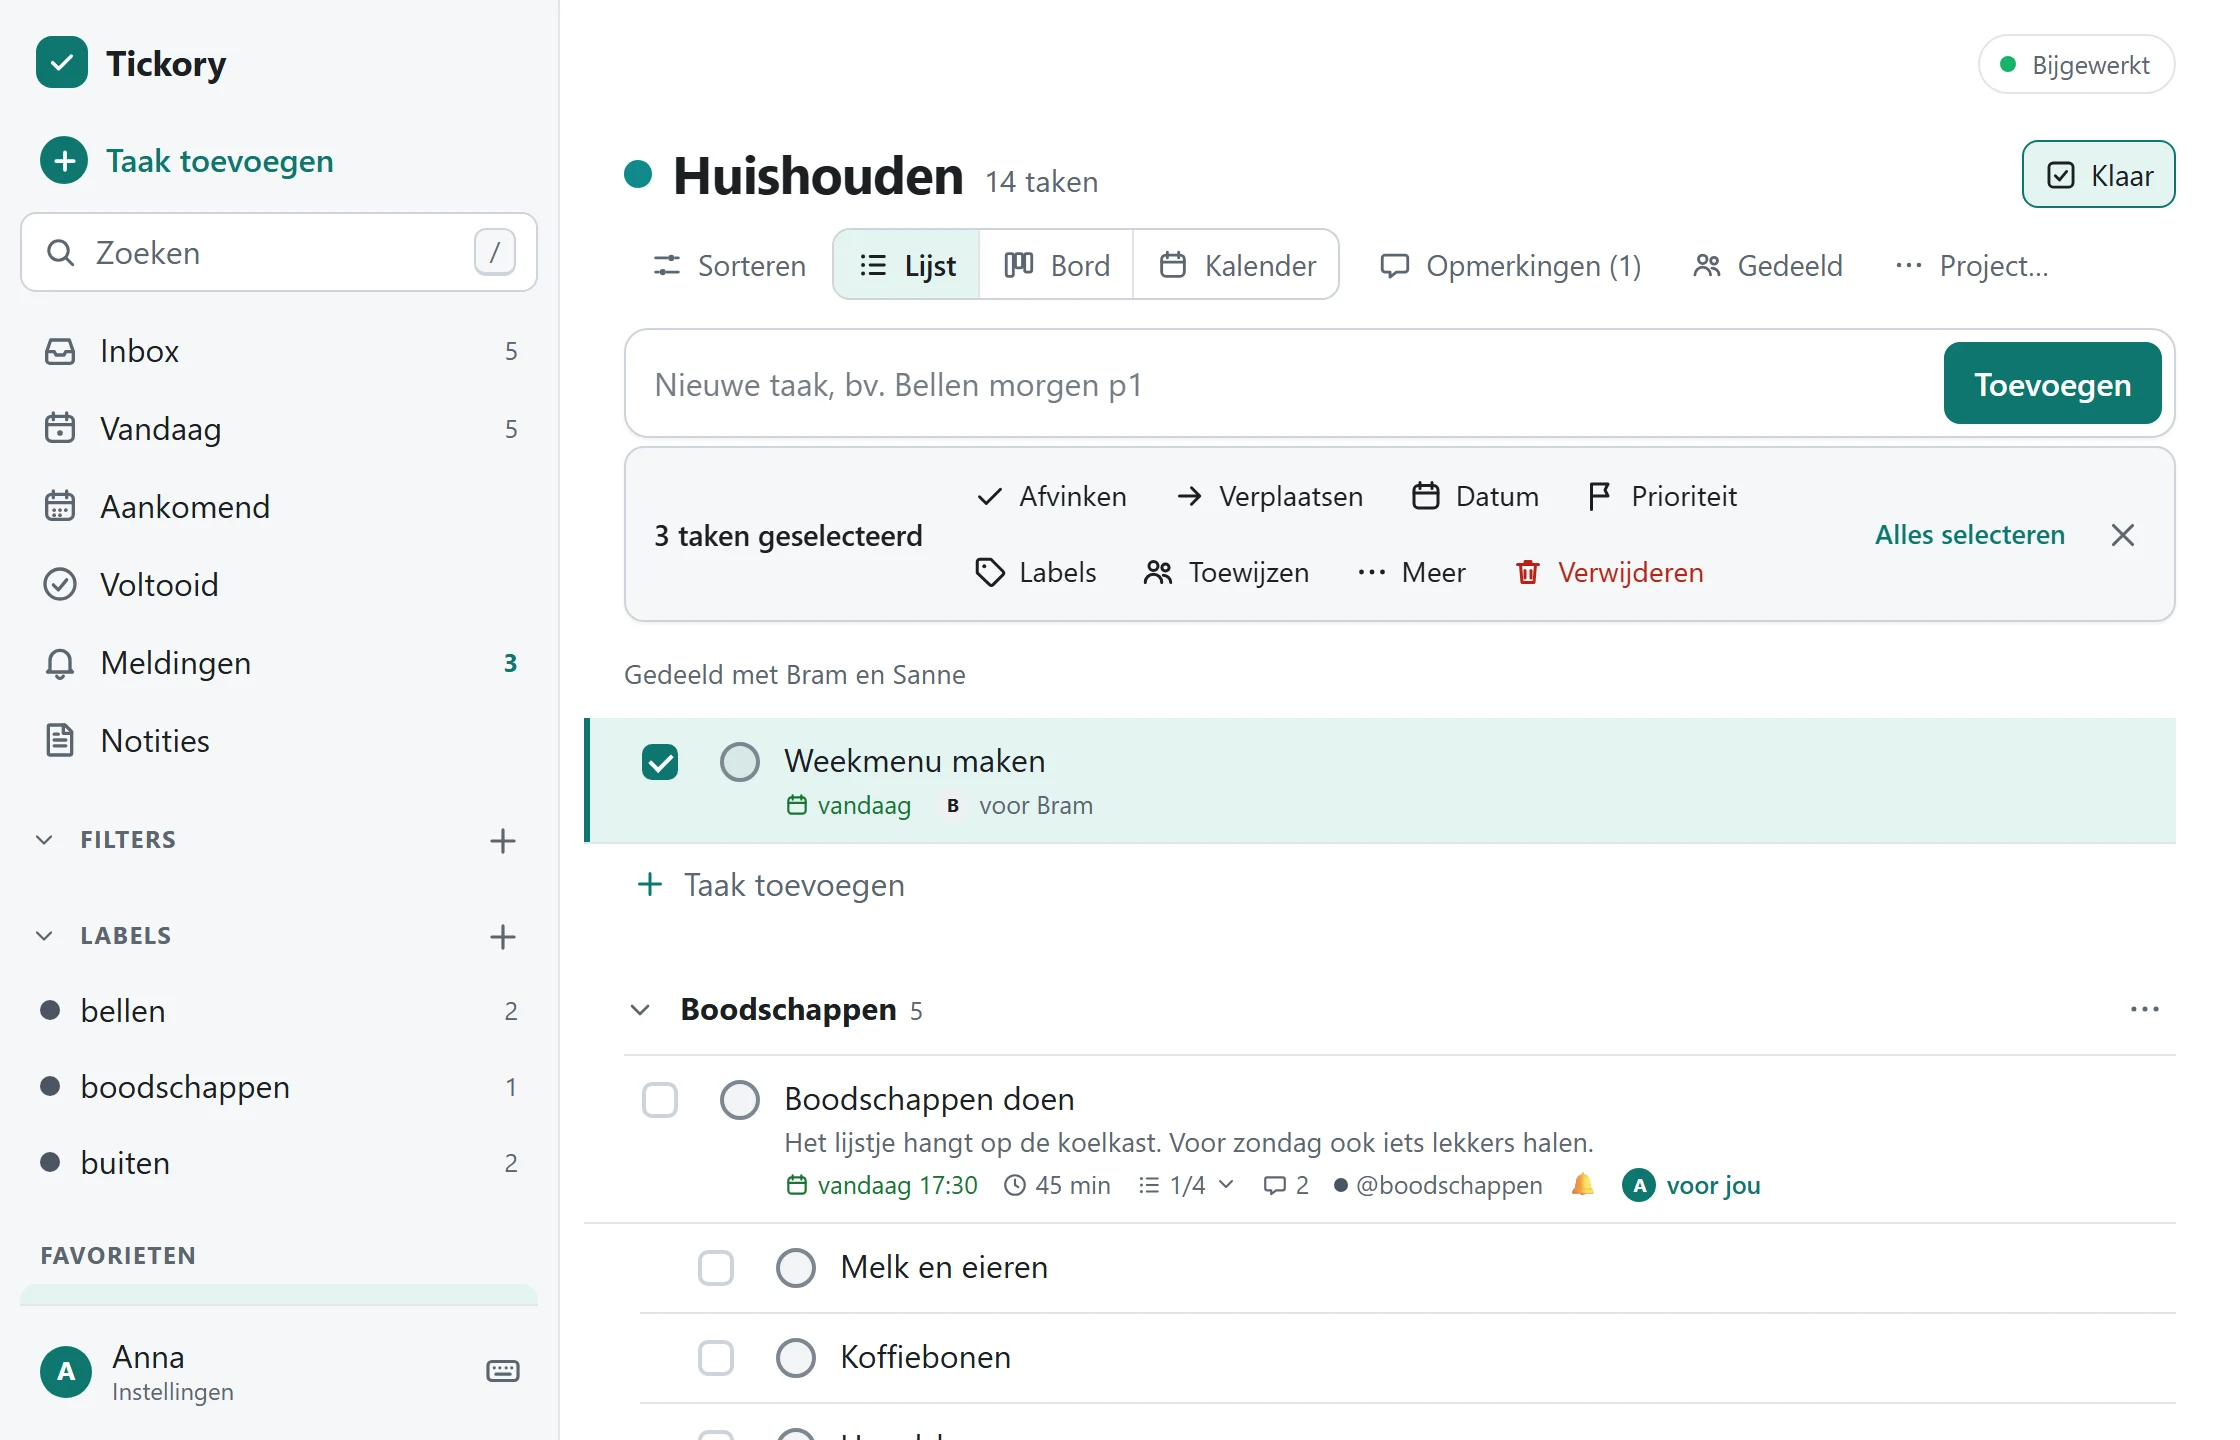 Tickory
Taak toevoegen
Zoeken /
Inbox 5
Vandaag 5
Aankomend
Voltooid
Meldingen 3
Notities
FILTERS
LABELS
bellen 2
boodschappen 1
buiten 2
FAVORIETEN
A Anna
Instellingen
Bijgewerkt
Huishouden 14 taken
Klaar
Sorteren Lijst Bord Kalender Opmerkingen (1) Gedeeld Project...
Nieuwe taak, bv. Bellen morgen p1 Toevoegen
3 taken geselecteerd
Afvinken Verplaatsen Datum Prioriteit
Labels Toewijzen Meer Verwijderen
Alles selecteren
Gedeeld met Bram en Sanne
Weekmenu maken
vandaag B voor Bram
Taak toevoegen
Boodschappen 5
Boodschappen doen
Het lijstje hangt op de koelkast. Voor zondag ook iets lekkers halen.
vandaag 17:30 45 min 1/4 2 @boodschappen A voor jou
Melk en eieren
Koffiebonen